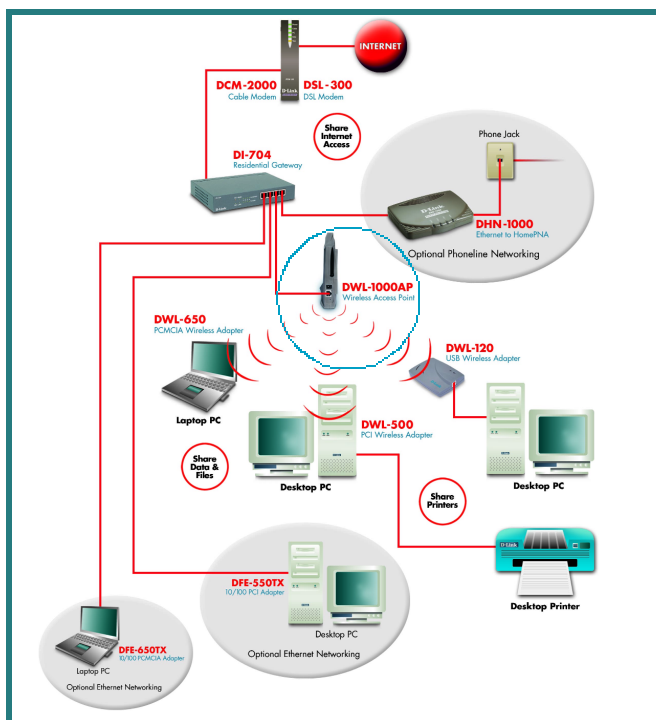 INTERNET
DCM-2000
Cable Modem
DSL-300
DSL Modem
D-Link
Share
Internet
Access
Phone Jack
DI-704
Residential Gateway
D-Link
DHN-1000
Ethernet to HomePNA
Optional Phoneline Networking
DWL-1000AP
Wireless Access Point
DWL-650
PCMCIA Wireless Adapter
DWL-120
USB Wireless Adapter
Laptop PC
DWL-500
PCI Wireless Adapter
Share
Data &
Files
Desktop PC
Desktop PC
Share
Printers
D-Link
Desktop Printer
DFE-550TX
10/100 PCI Adapter
Desktop PC
Optional Ethernet Networking
DFE-650TX
10/100 PCMCIA Adapter
Laptop PC
Optional Ethernet Networking